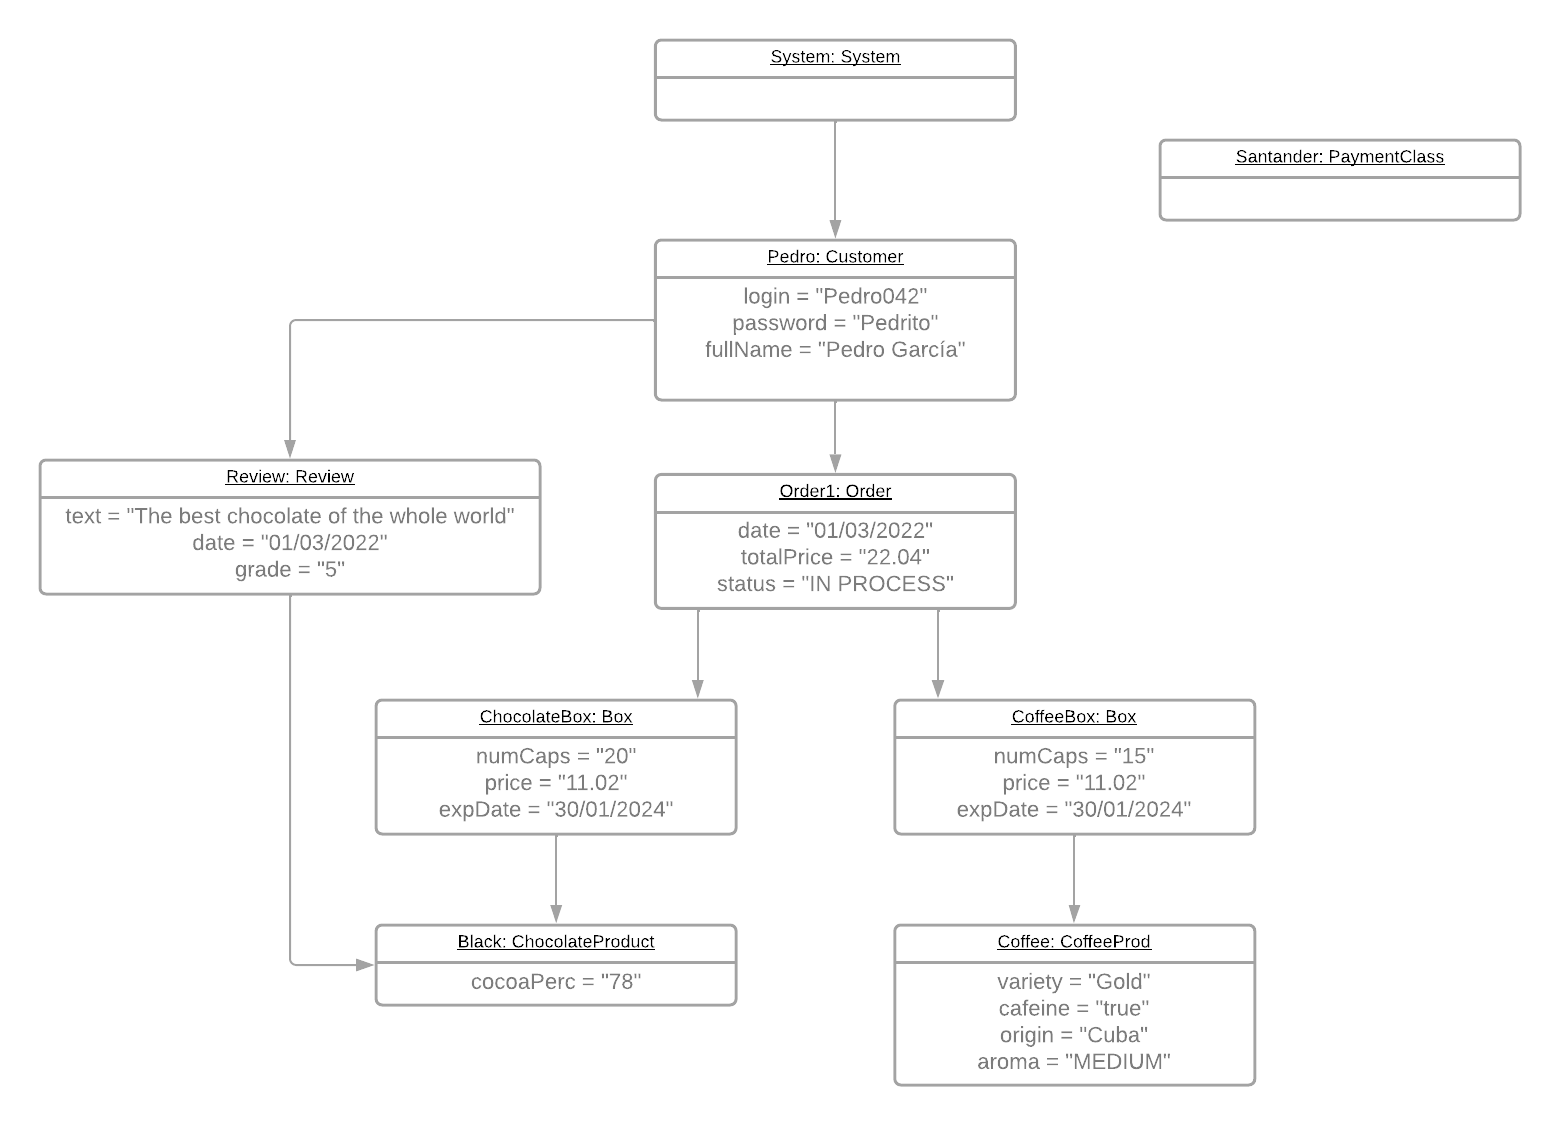 System: System
Santander: PaymentClass
Pedro: Customer
login = "Pedro042"
password = "Pedrito"
fullName = "Pedro García"
Review: Review
text = "The best chocolate of the whole world"
date = "01/03/2022"
grade = "5"
Order1: Order
date = "01/03/2022"
totalPrice = "22.04"
status = "IN PROCESS"
ChocolateBox: Box
numCaps = "20"
price = "11.02"
expDate = "30/01/2024"
CoffeeBox: Box
numCaps = "15"
price = "11.02"
expDate = "30/01/2024"
Black: ChocolateProduct
cocoaPerc = "78"
Coffee: CoffeeProd
variety = "Gold"
cafeine = "true"
origin = "Cuba"
aroma = "MEDIUM"